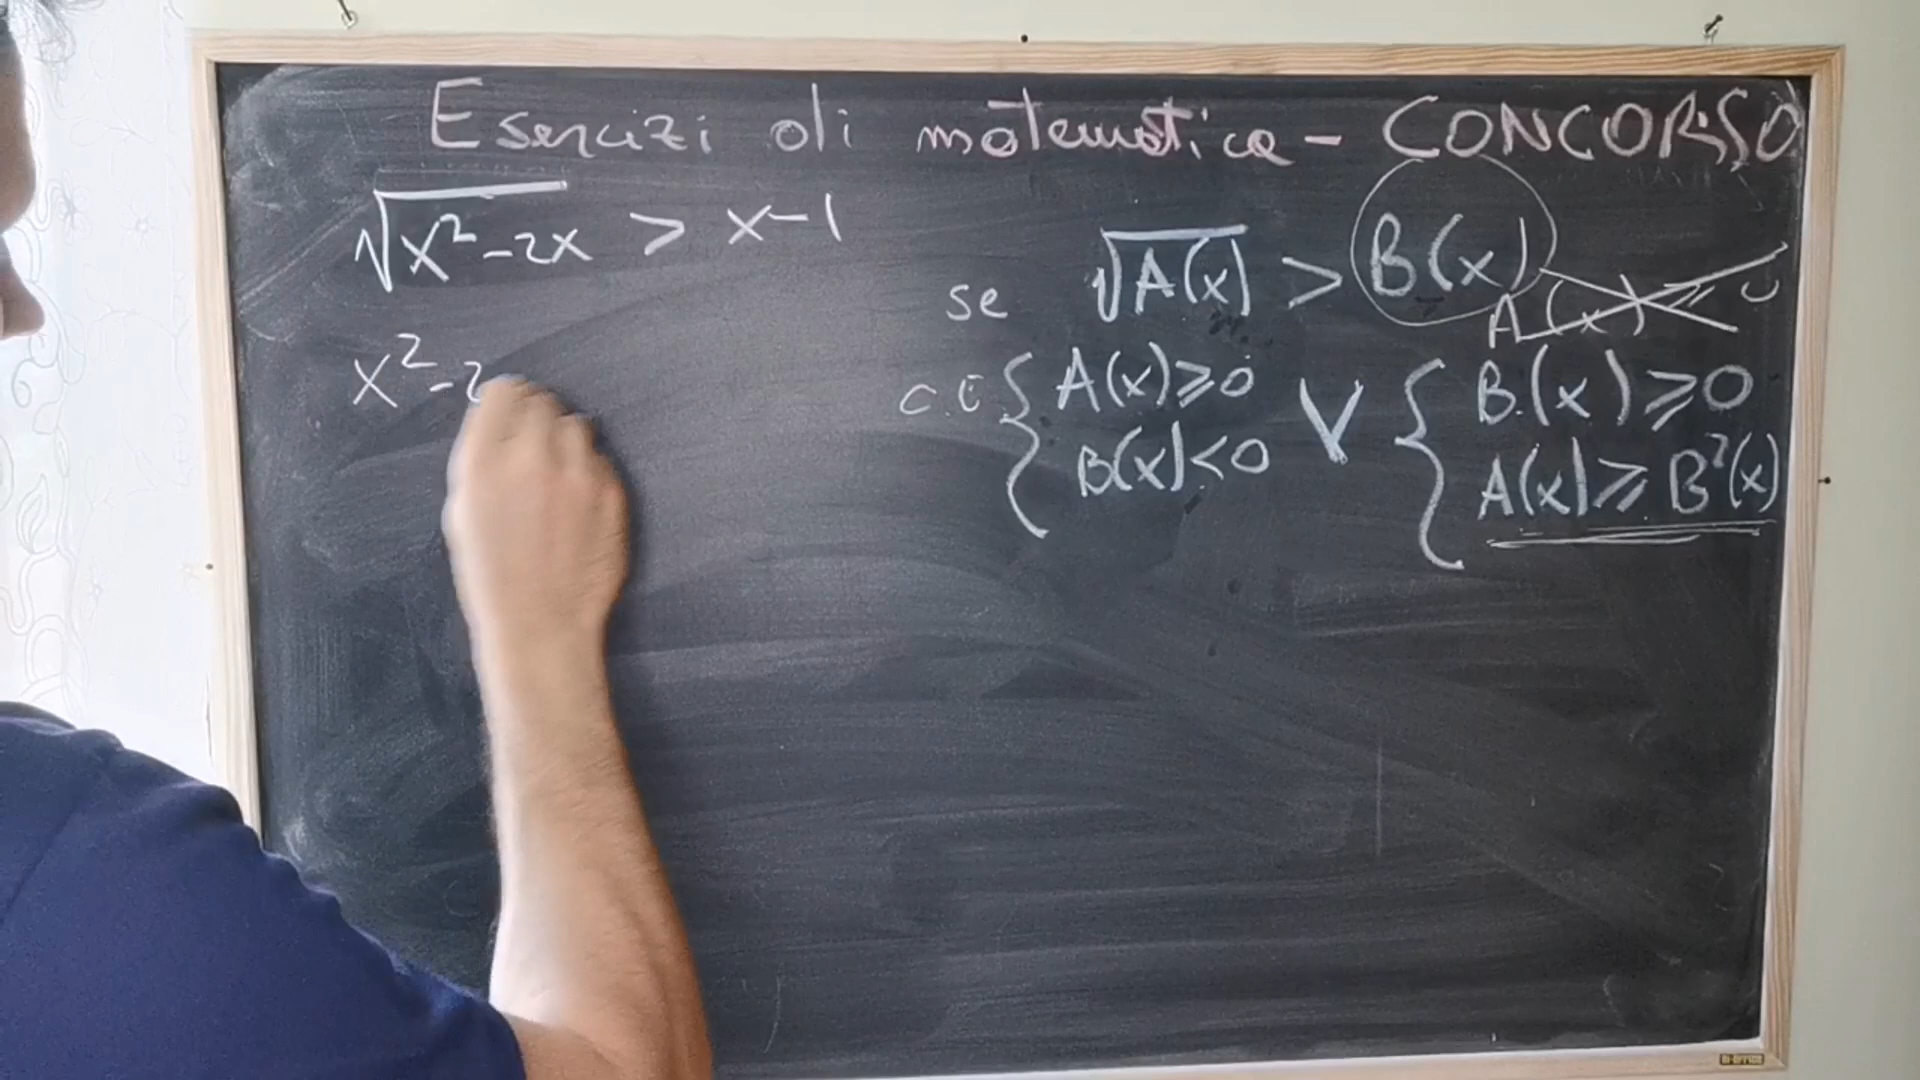 Esercizi di matematica - CONCORSO
√x²-2x > x-1
x²-2
se √A(x) > B(x)
C.E { A(x)⩾0 V { B(x)⩾0
B(x)<0 A(x)⩾B²(x)